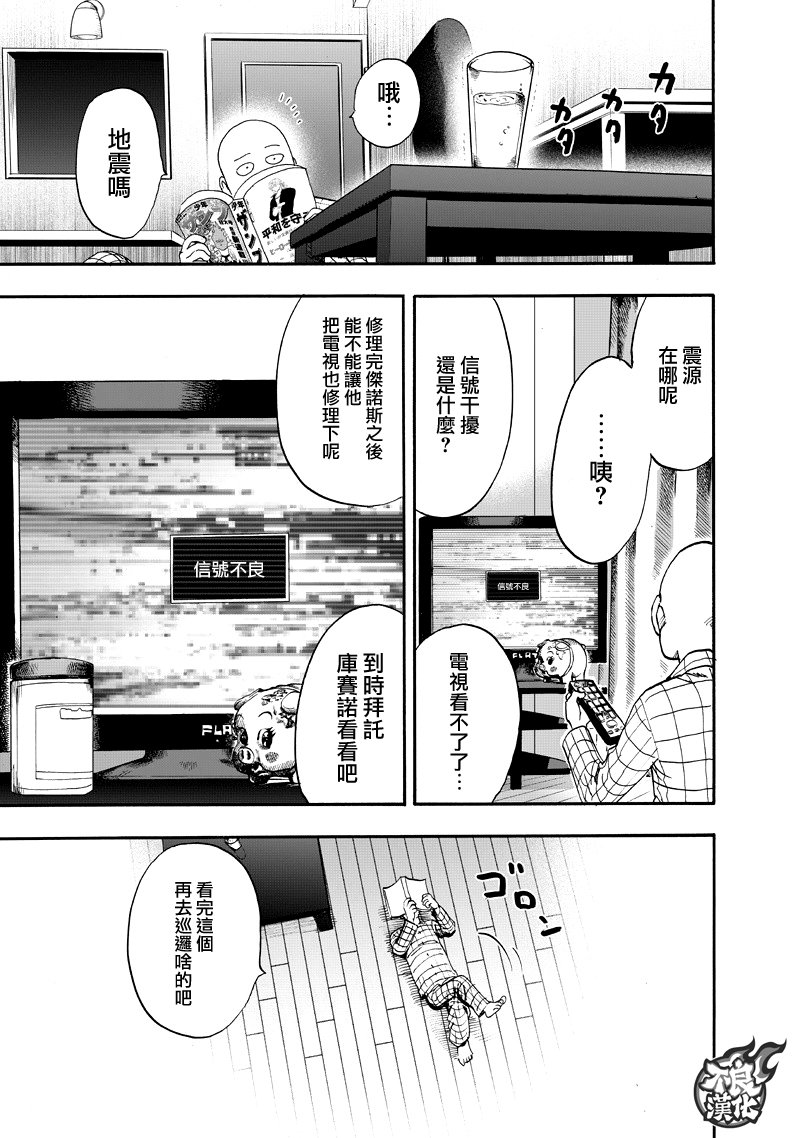 カタ
カタ
哦…
地震嗎
平和を守
少年
震源
在哪呢
……咦?
信號干擾
還是什麼?
信號不良
電視看不了了…
修理完傑諾斯之後
能不能讓他
把電視也修理下呢
信號不良
到時拜託
庫賽諾看看吧
FLA
ゴロン
看完這個
再去巡邏啥的吧
狼
漢化